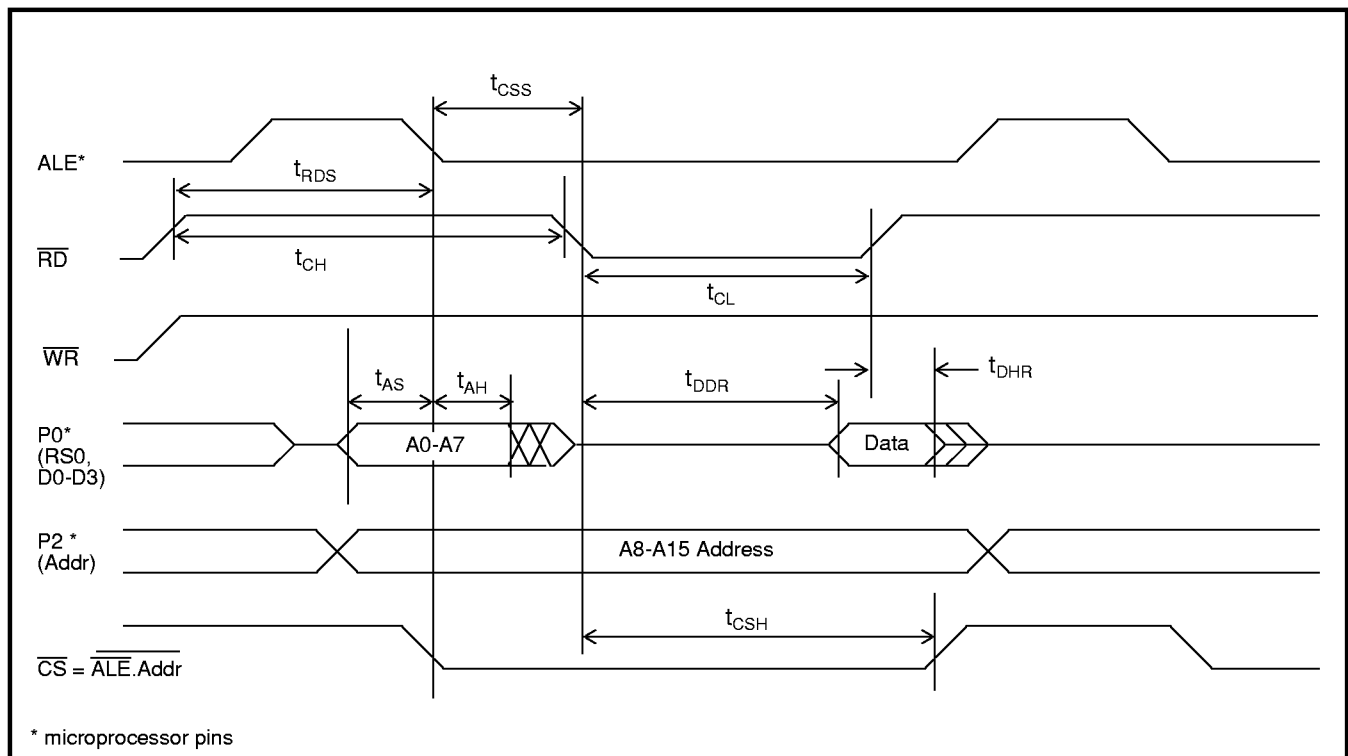 tCSS
ALE*
tRDS
RD
tCH
tCL
WR
tDHR
tAS
tAH
tDDR
P0*
(RS0,
D0-D3)
A0-A7
Data
P2 *
(Addr)
A8-A15 Address
tCSH
CS = ALE.Addr
* microprocessor pins